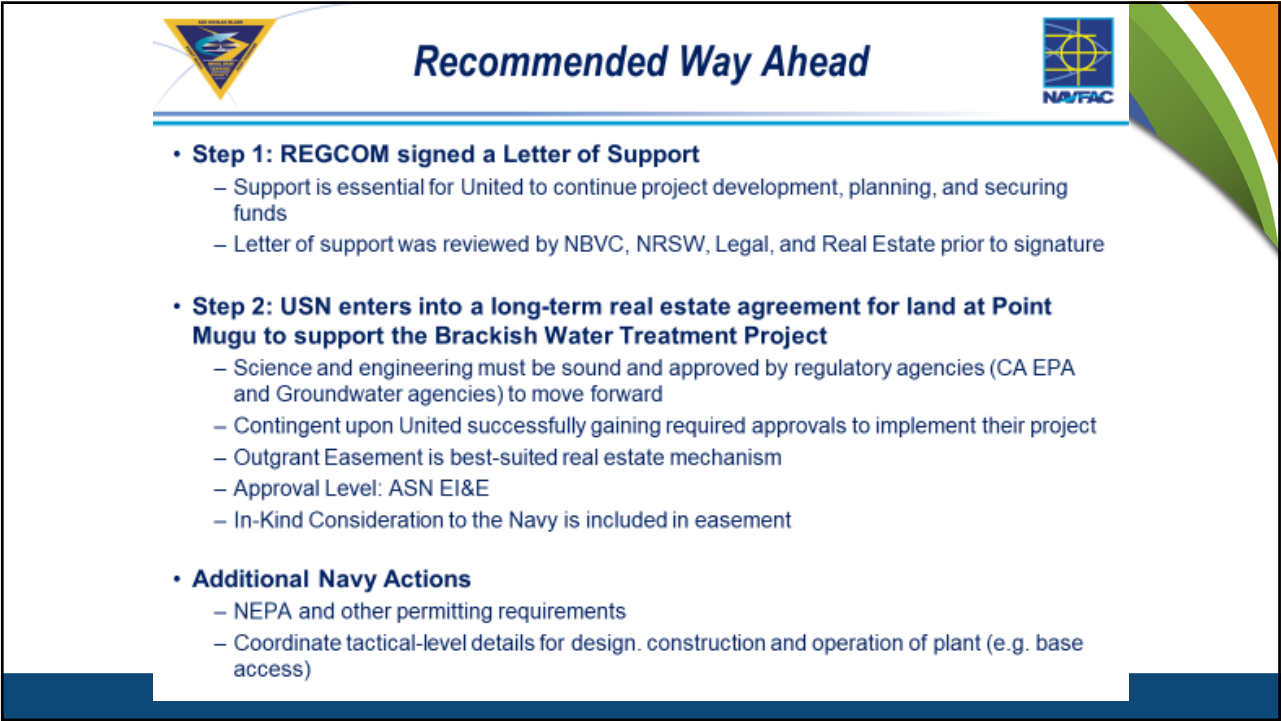 Recommended Way Ahead
NAVFAC
• Step 1: REGCOM signed a Letter of Support
– Support is essential for United to continue project development, planning, and securing
funds
– Letter of support was reviewed by NBVC, NRSW, Legal, and Real Estate prior to signature
• Step 2: USN enters into a long-term real estate agreement for land at Point
Mugu to support the Brackish Water Treatment Project
– Science and engineering must be sound and approved by regulatory agencies (CA EPA
and Groundwater agencies) to move forward
– Contingent upon United successfully gaining required approvals to implement their project
– Outgrant Easement is best-suited real estate mechanism
– Approval Level: ASN EI&E
– In-Kind Consideration to the Navy is included in easement
• Additional Navy Actions
– NEPA and other permitting requirements
– Coordinate tactical-level details for design. construction and operation of plant (e.g. base
access)